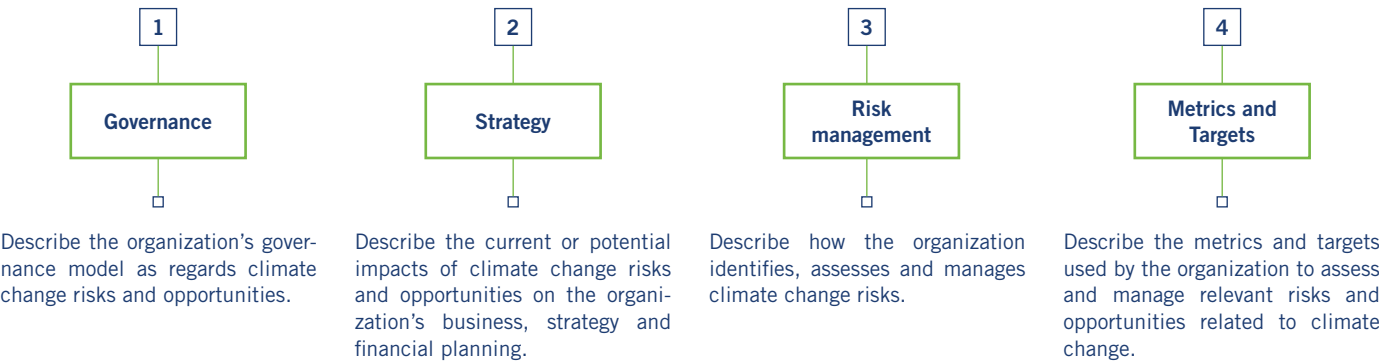 1
Governance
Describe the organization's gover-
nance model as regards climate
change risks and opportunities.
2
Strategy
Describe the current or potential
impacts of climate change risks
and opportunities on the organi-
zation's business, strategy and
financial planning.
3
Risk
management
Describe how the organization
identifies, assesses and manages
climate change risks.
4
Metrics and
Targets
Describe the metrics and targets
used by the organization to assess
and manage relevant risks and
opportunities related to climate
change.